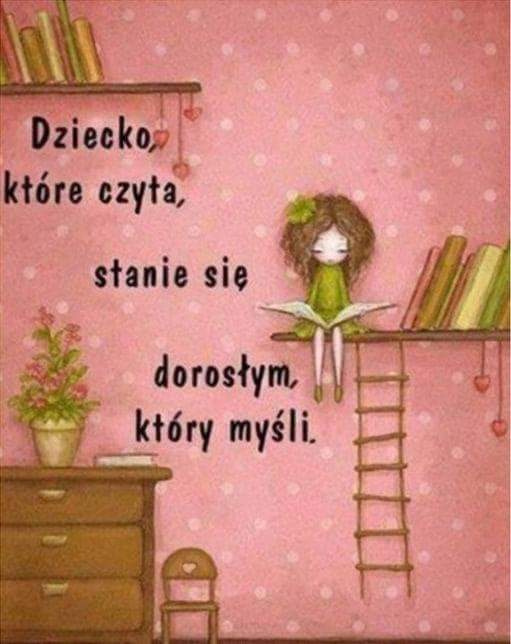 Dziecko,
które czyta,
stanie się
dorosłym,
który myśli.